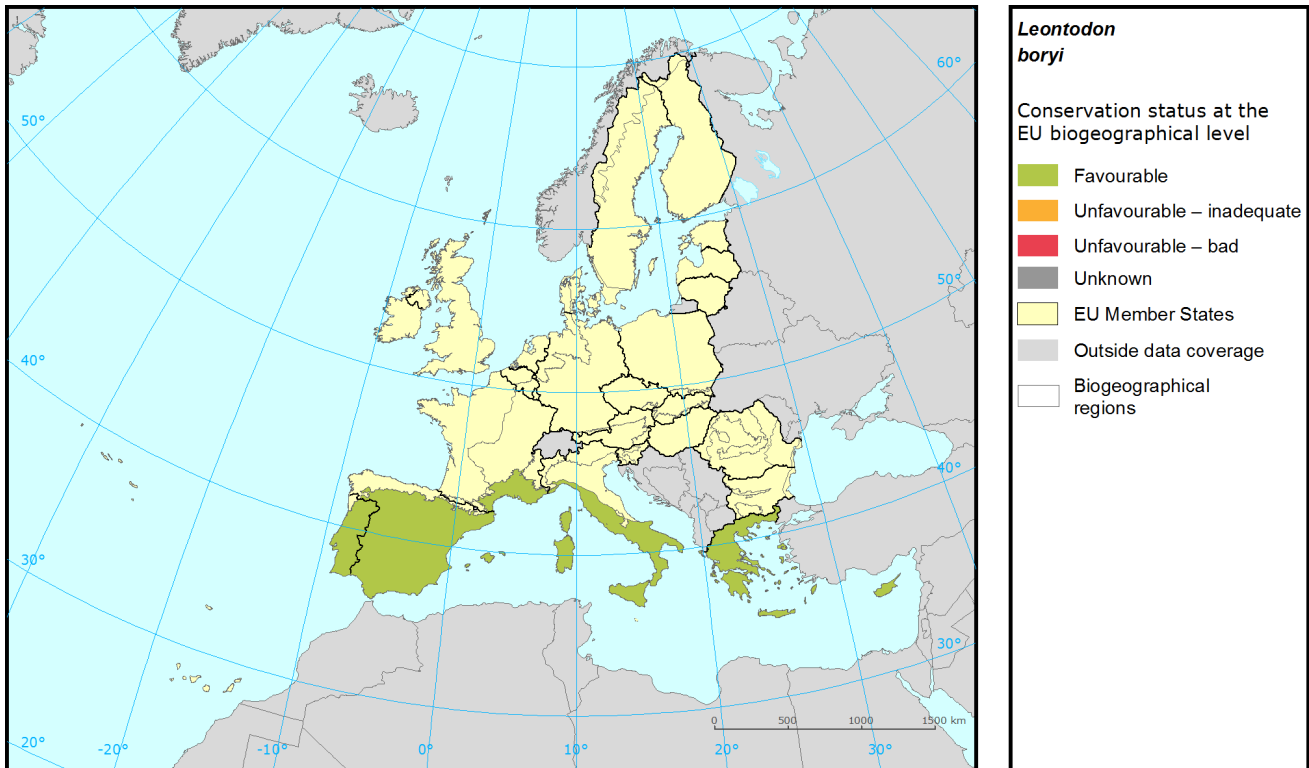 60°
50°
50°
40°
40°
30°
30°
20°
-20°
-10°
0°
10°
20°
30°
0 500 1000 1500 km
Leontodon
boryi
Conservation status at the
EU biogeographical level
Favourable
Unfavourable – inadequate
Unfavourable – bad
Unknown
EU Member States
Outside data coverage
Biogeographical
regions